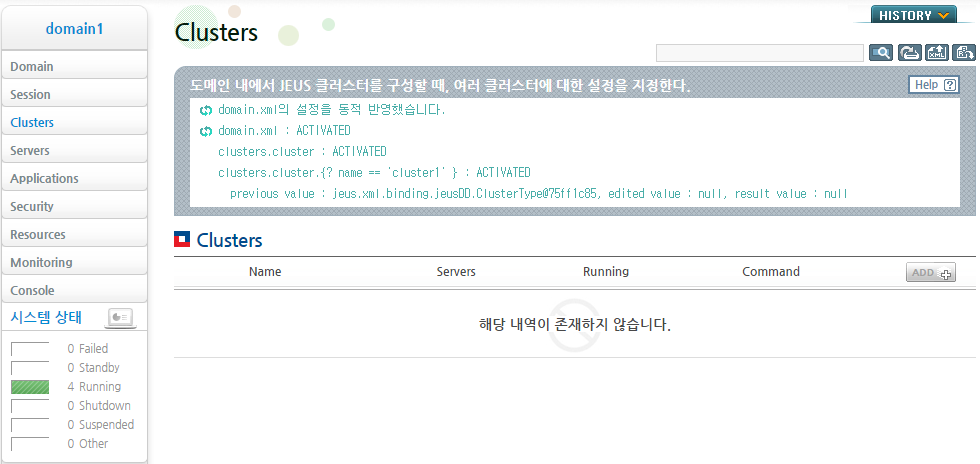 domain1
Domain
Session
Clusters
Servers
Applications
Security
Resources
Monitoring
Console
시스템 상태
0 Failed
0 Standby
4 Running
0 Shutdown
0 Suspended
0 Other
Clusters
HISTORY
XML
도메인 내에서 JEUS 클러스터를 구성할 때, 여러 클러스터에 대한 설정을 지정한다.
Help ?
domain.xml의 설정을 동적 반영했습니다.
domain.xml : ACTIVATED
clusters.cluster : ACTIVATED
clusters.cluster.{? name == 'cluster1' } : ACTIVATED
previous value : jeus.xml.binding.jeusDD.ClusterType@75ff1c85, edited value : null, result value : null
Clusters
Name Servers Running Command ADD
해당 내역이 존재하지 않습니다.